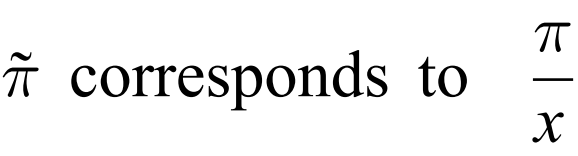 π̃ corresponds to π/x